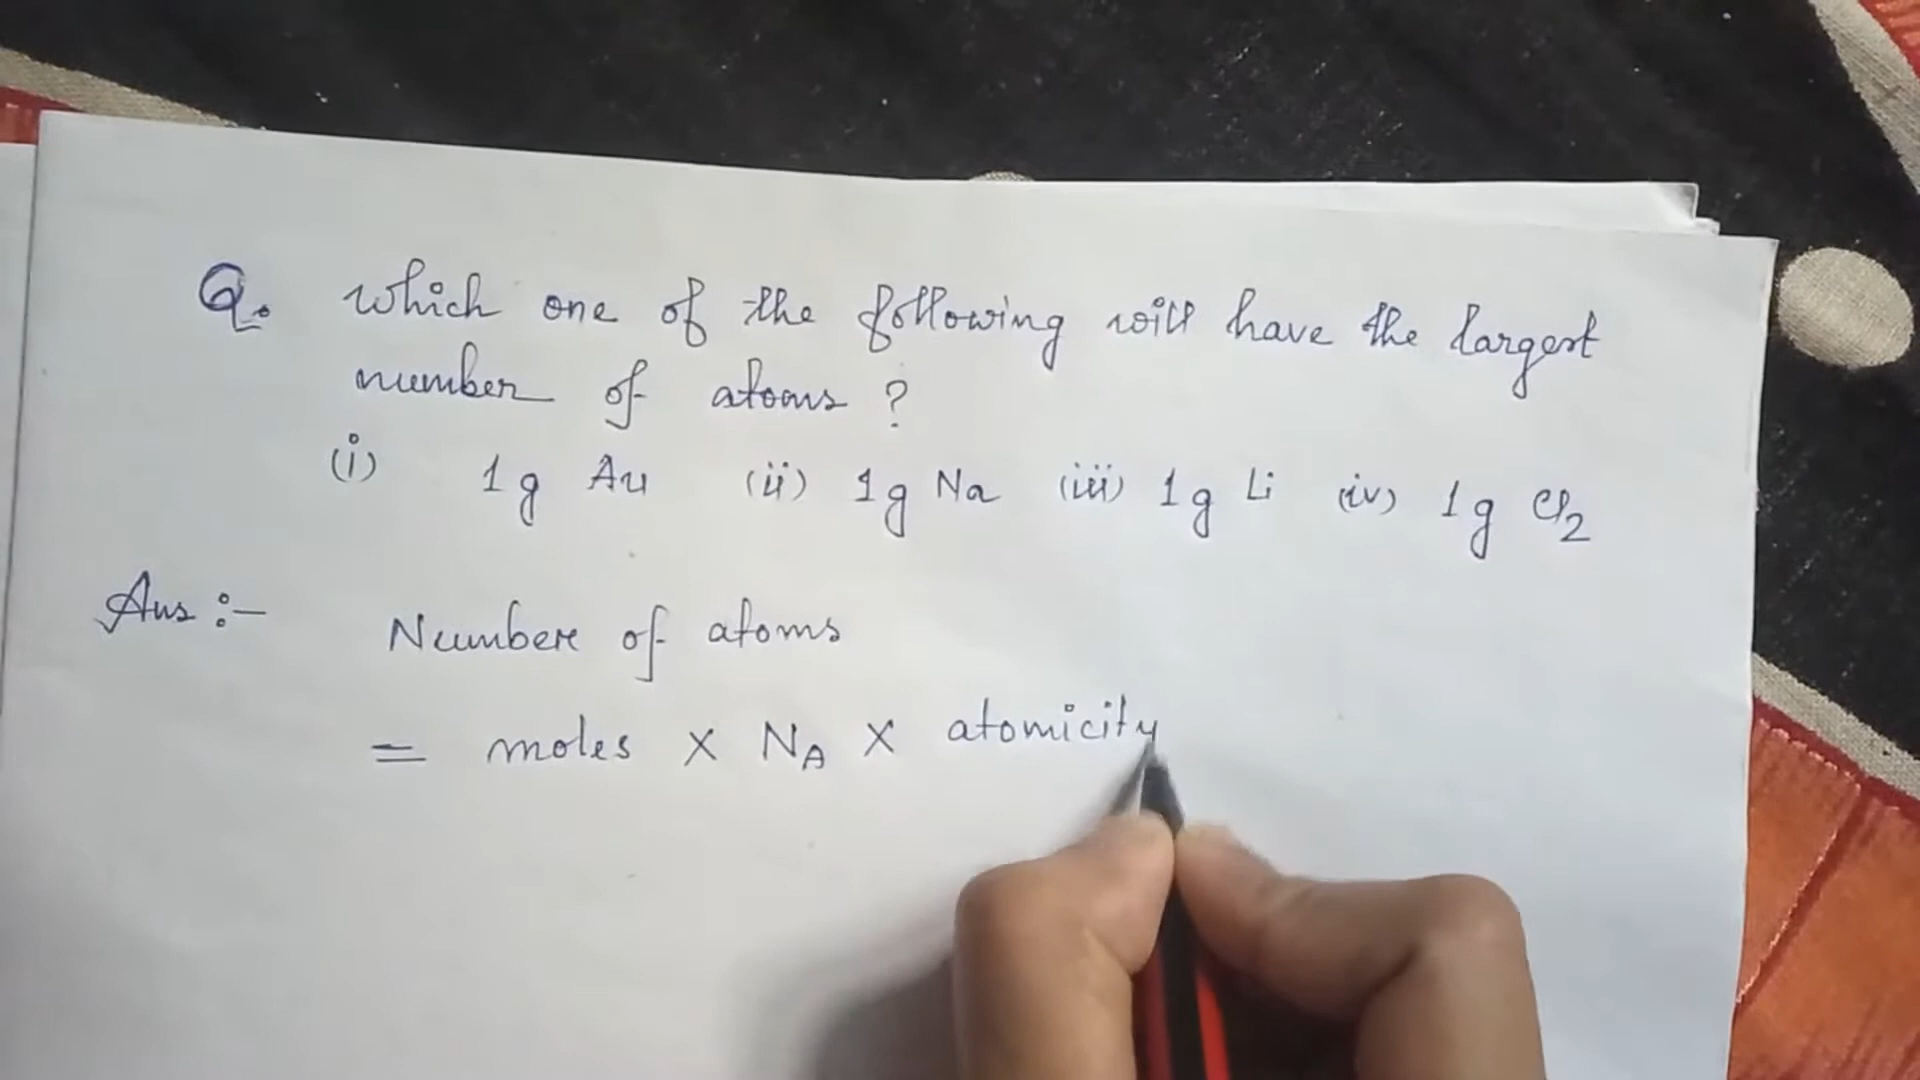 Q. which one of the following will have the largest
number of atoms ?
(i) 1g Au (ii) 1g Na (iii) 1g Li (iv) 1g Cl2
Ans :- Number of atoms
= moles X NA X atomicity